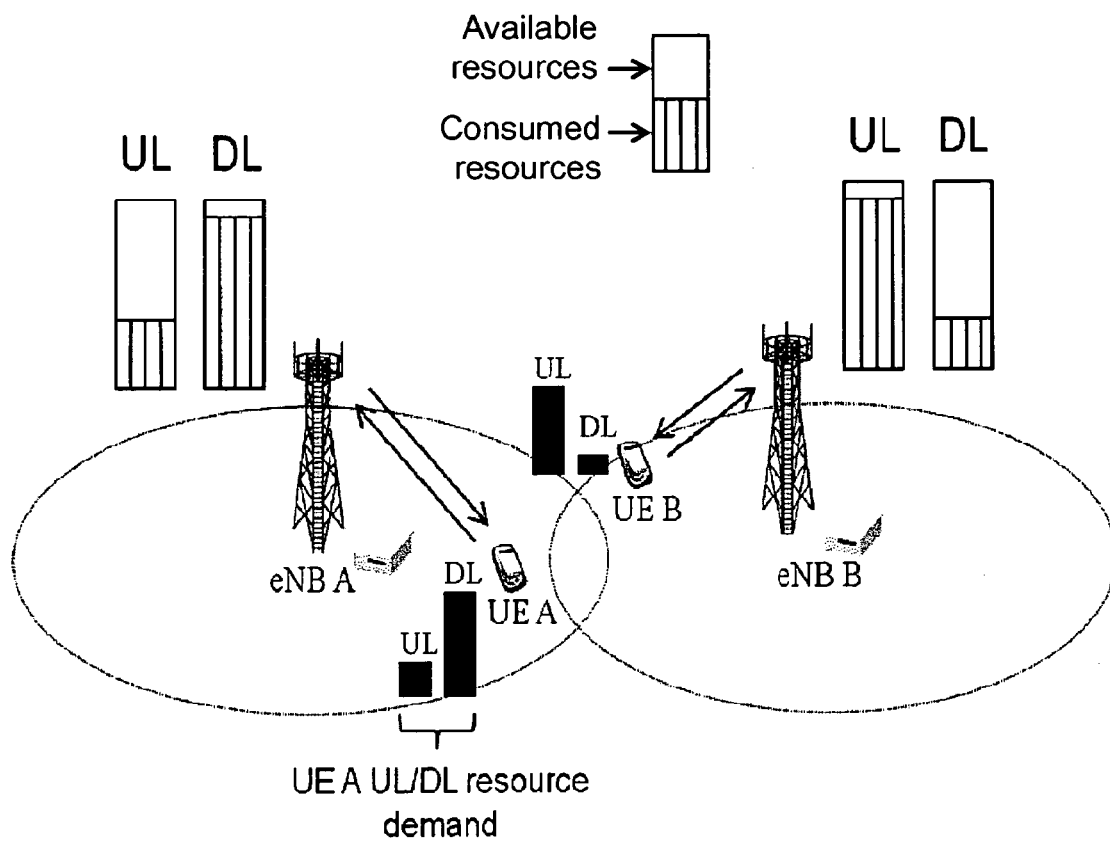 Available
resources
Consumed
resources
UL DL
UL DL
UL
DL
UE B
eNB A
eNB B
DL
UE A
UL
UE A UL/DL resource
demand